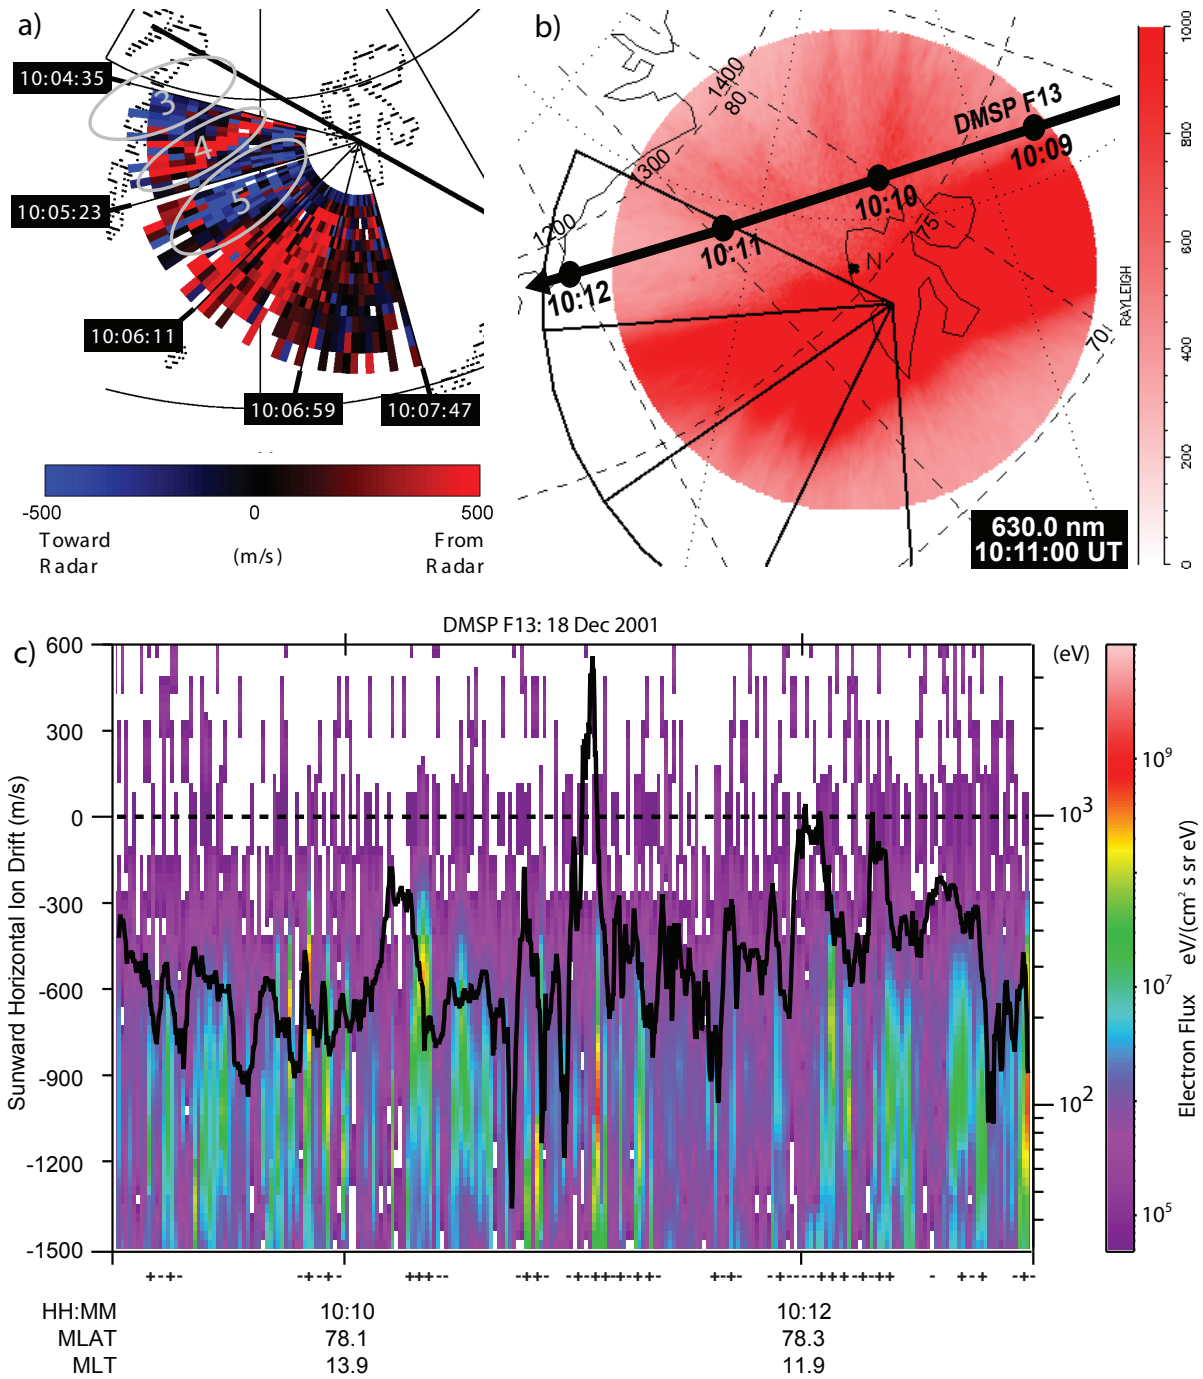 a)
10:04:35
10:05:23
10:06:11
10:06:59
10:07:47
3
4
5
-500
0
500
Toward
Radar
(m/s)
From
Radar
b)
1400
80
1300
1200
DMSP F13
10:09
10:10
10:11
10:12
75
N
70
630.0 nm
10:11:00 UT
1000
800
600
400
200
0
RAYLEIGH
DMSP F13: 18 Dec 2001
c)
600
300
0
-300
-600
-900
-1200
-1500
Sunward Horizontal Ion Drift (m/s)
(eV)
10³
10²
10⁹
10⁷
10⁵
Electron Flux eV/(cm² s sr eV)
HH:MM 10:10 10:12
MLAT 78.1 78.3
MLT 13.9 11.9